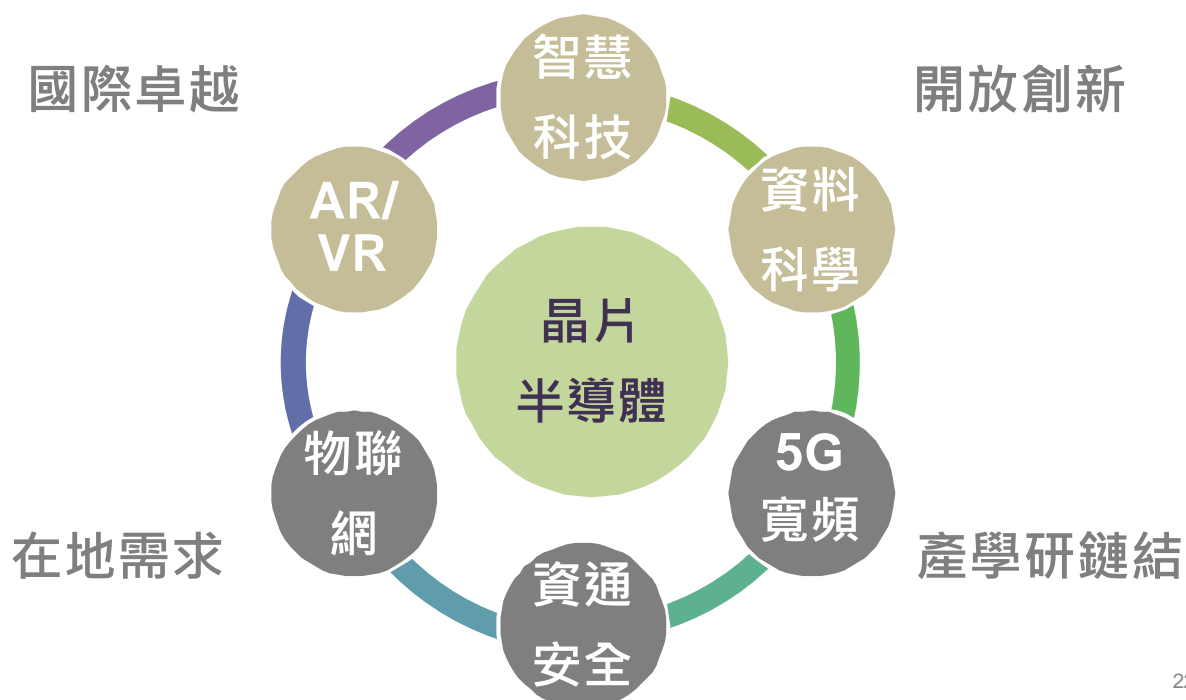 國際卓越
開放創新
智慧
科技
AR/
VR
資料
科學
晶片
半導體
物聯
網
5G
寬頻
在地需求
產學研鏈結
資通
安全